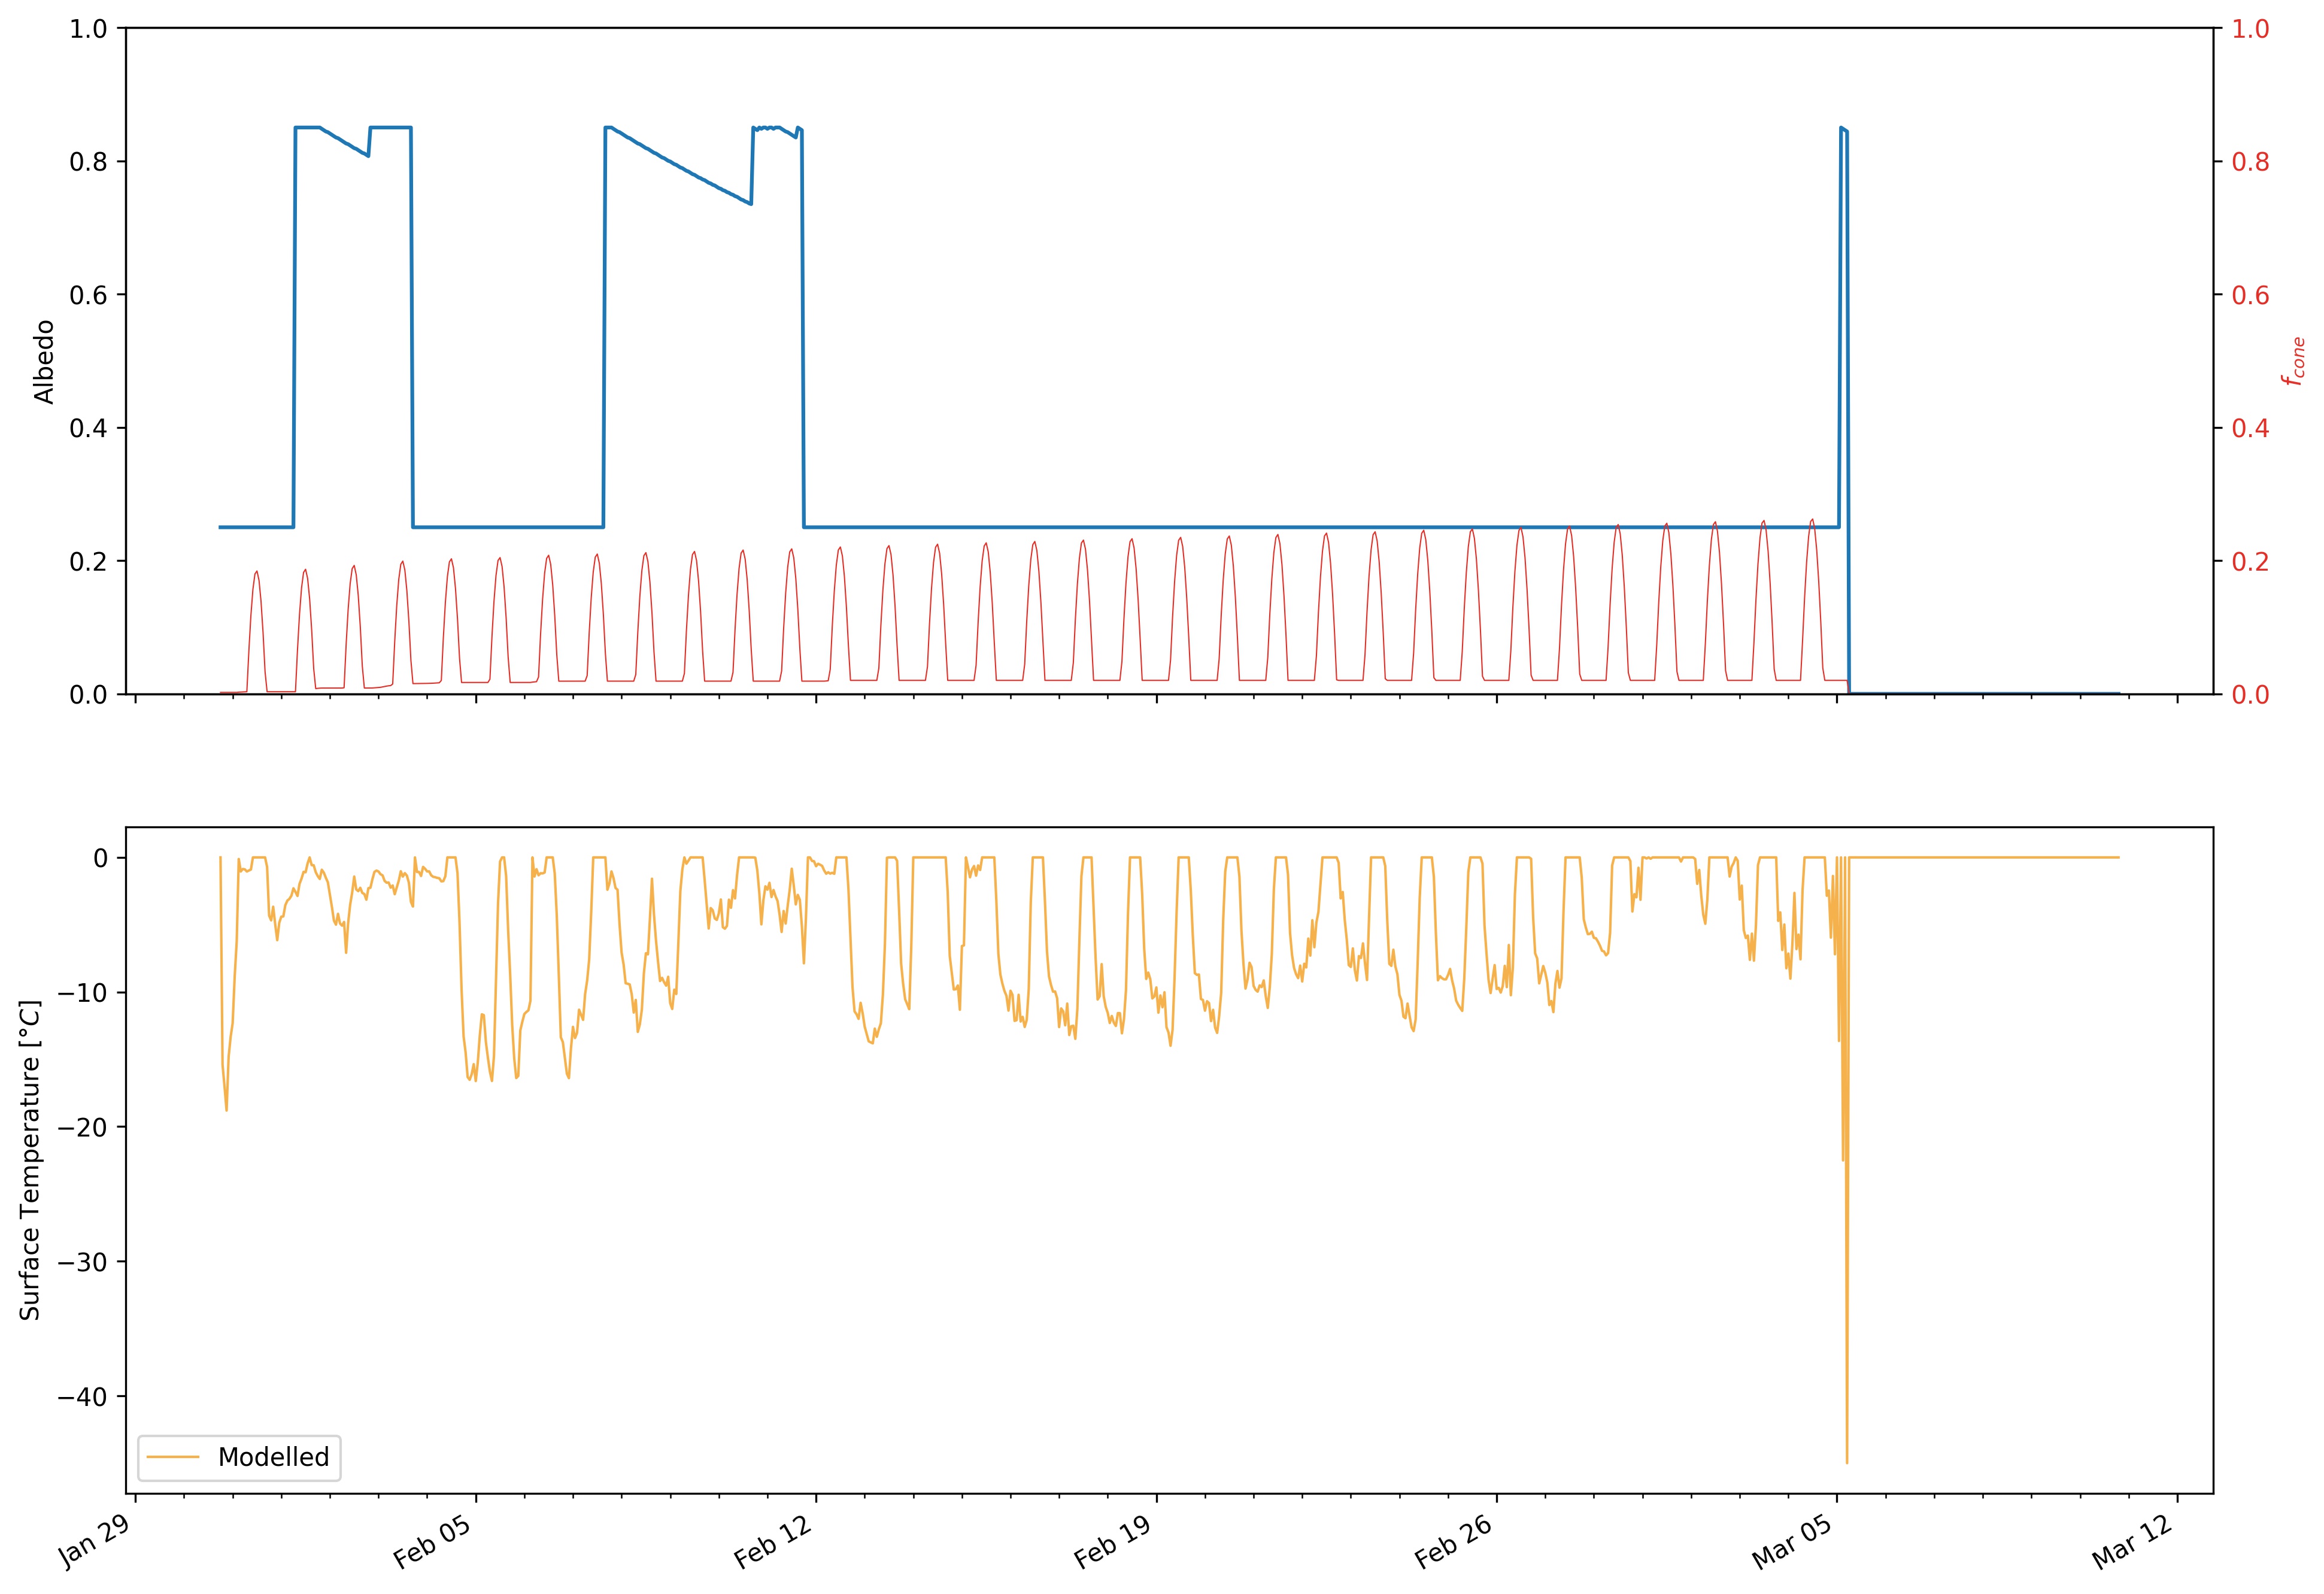 1.0
0.8
0.6
0.4
0.2
0.0
Albedo
1.0
0.8
0.6
0.4
0.2
0.0
f_cone
0
−10
−20
−30
−40
Surface Temperature [°C]
Modelled
Jan 29
Feb 05
Feb 12
Feb 19
Feb 26
Mar 05
Mar 12